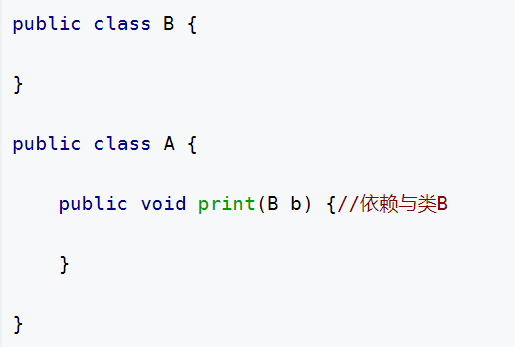 public class B {
}
public class A {
public void print(B b) {//依赖与类B
}
}